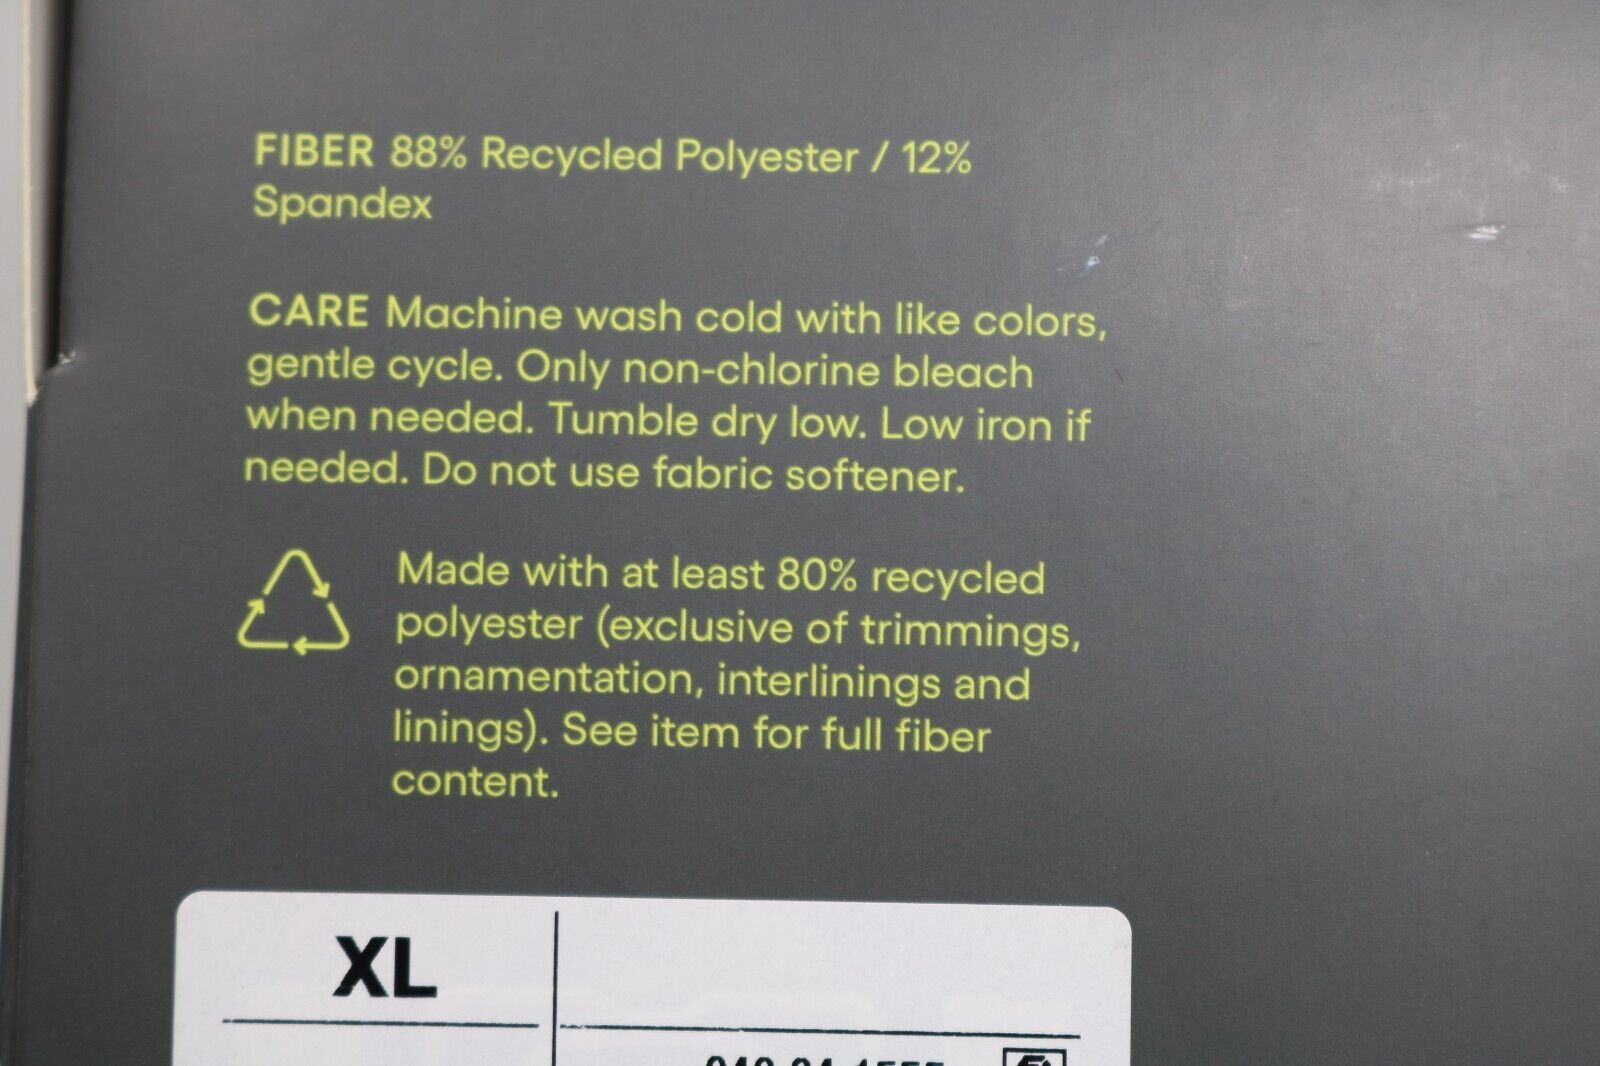 FIBER 88% Recycled Polyester / 12%
Spandex
CARE Machine wash cold with like colors,
gentle cycle. Only non-chlorine bleach
when needed. Tumble dry low. Low iron if
needed. Do not use fabric softener.
Made with at least 80% recycled
polyester (exclusive of trimmings,
ornamentation, interlinings and
linings). See item for full fiber
content.
XL